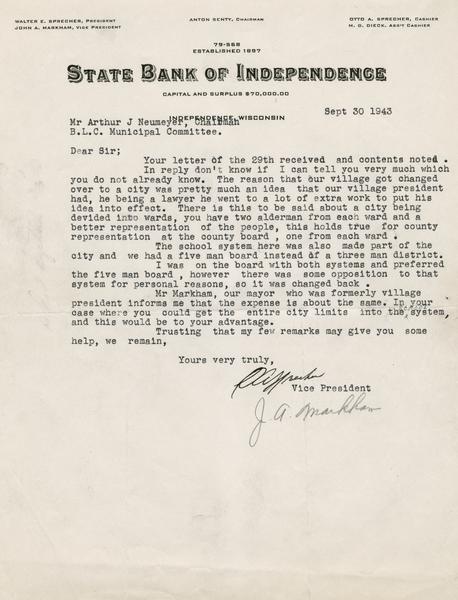 WALTER E. SPRECHER, PRESIDENT
JOHN A. MARKHAM, VICE PRESIDENT
ANTON SENTY, CHAIRMAN
OTTO A. SPRECHER, CASHIER
M. O. DIECK, ASS'T CASHIER
79-568
ESTABLISHED 1897
STATE BANK OF INDEPENDENCE
CAPITAL AND SURPLUS $70,000.00
INDEPENDENCE, WISCONSIN
Sept 30 1943
Mr Arthur J Neumeyer, Chairman
B.L.C. Municipal Committee.
Dear Sir;
Your letter of the 29th received and contents noted .
In reply don't know if I can tell you very much which
you do not already know. The reason that our village got changed
over to a city was pretty much an idea that our village president
had, he being a lawyer he went to a lot of extra work to put his
idea into effect. There is this to be said about a city being
devided into wards, you have two alderman from each ward and a
better representation of the people, this holds true for county
representation at the county board , one from each ward .
The school system here was also made part of the
city and we had a five man board instead of a three man district.
I was on the board with both systems and preferred
the five man board , however there was some opposition to that
system for personal reasons, so it was changed back .
Mr Markham, our mayor who was formerly village
president informs me that the expense is about the same. In your
case where you could get the entire city limits into the system,
and this would be to your advantage.
Trusting that my few remarks may give you some
help, we remain,
Yours very truly,
Sprecher
Vice President
J. A. Markham